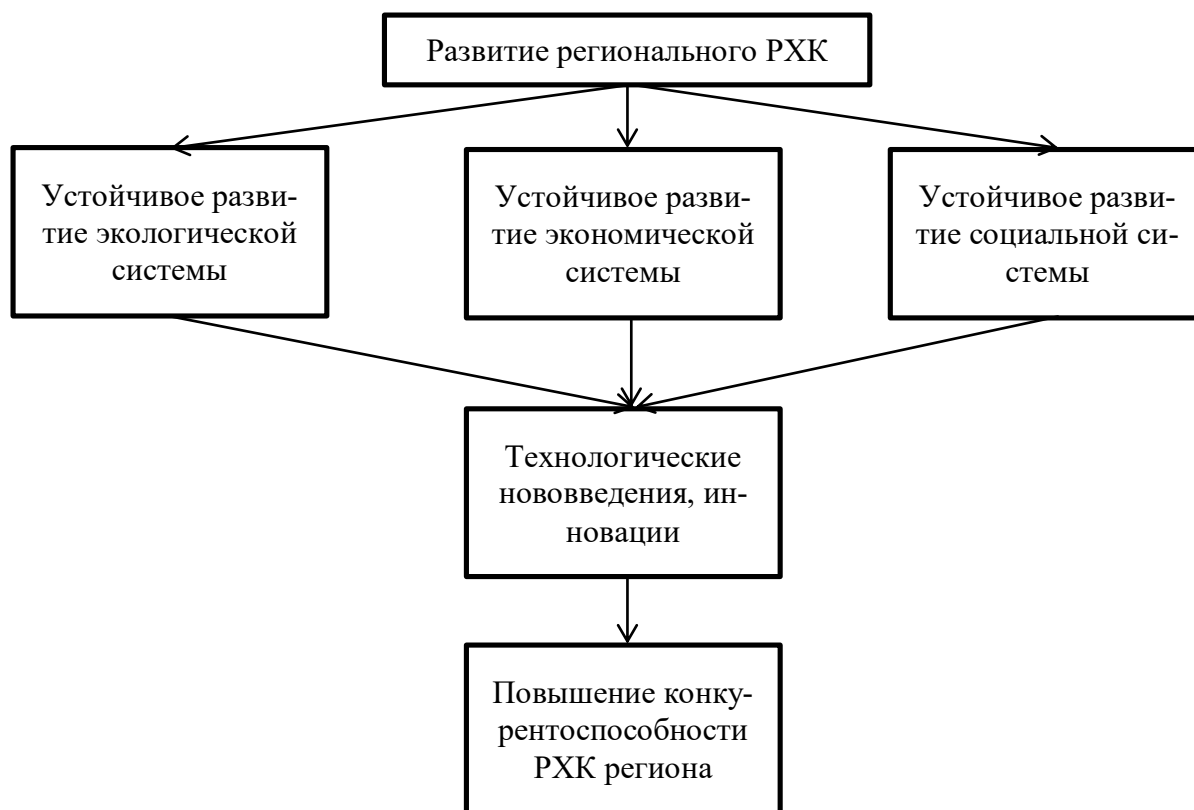 Развитие регионального РХК
Устойчивое разви-
тие экологической
системы
Устойчивое разви-
тие экономической
системы
Устойчивое разви-
тие социальной си-
стемы
Технологические
нововведения, ин-
новации
Повышение конку-
рентоспособности
РХК региона